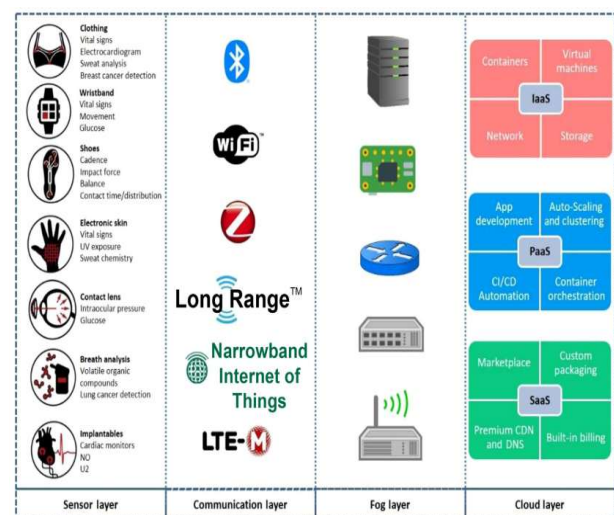 Clothing
Vital signs
Electrocardiogram
Sweat analysis
Breast cancer detection
Wristband
Vital signs
Movement
Glucose
Shoes
Cadence
Impact force
Balance
Contact time/distribution
Electronic skin
Vital signs
UV exposure
Sweat chemistry
Contact lens
Intraocular pressure
Glucose
Breath analysis
Volatile organic
compounds
Lung cancer detection
Implantables
Cardiac monitors
NO
U2
Sensor layer
WiFi™
Long Range™
Narrowband
Internet of
Things
LTE-M
Communication layer
Fog layer
Containers
Virtual
machines
IaaS
Network
Storage
App
development
Auto-Scaling
and clustering
PaaS
CI/CD
Automation
Container
orchestration
Marketplace
Custom
packaging
SaaS
Premium CDN
and DNS
Built-in billing
Cloud layer